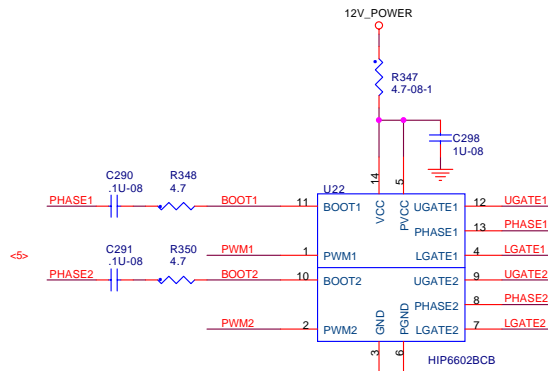 12V_POWER
R347
4.7-08-1
C298
1U-08
C290
.1U-08
R348
4.7
U22
14
5
PHASE1
BOOT1
11
BOOT1
VCC
PVCC
UGATE1
12
UGATE1
PHASE1
13
PHASE1
<5>
PWM1
1
PWM1
LGATE1
4
LGATE1
C291
.1U-08
R350
4.7
PHASE2
BOOT2
10
BOOT2
UGATE2
9
UGATE2
PHASE2
8
PHASE2
PWM2
2
PWM2
GND
PGND
LGATE2
7
LGATE2
3
6
HIP6602BCB